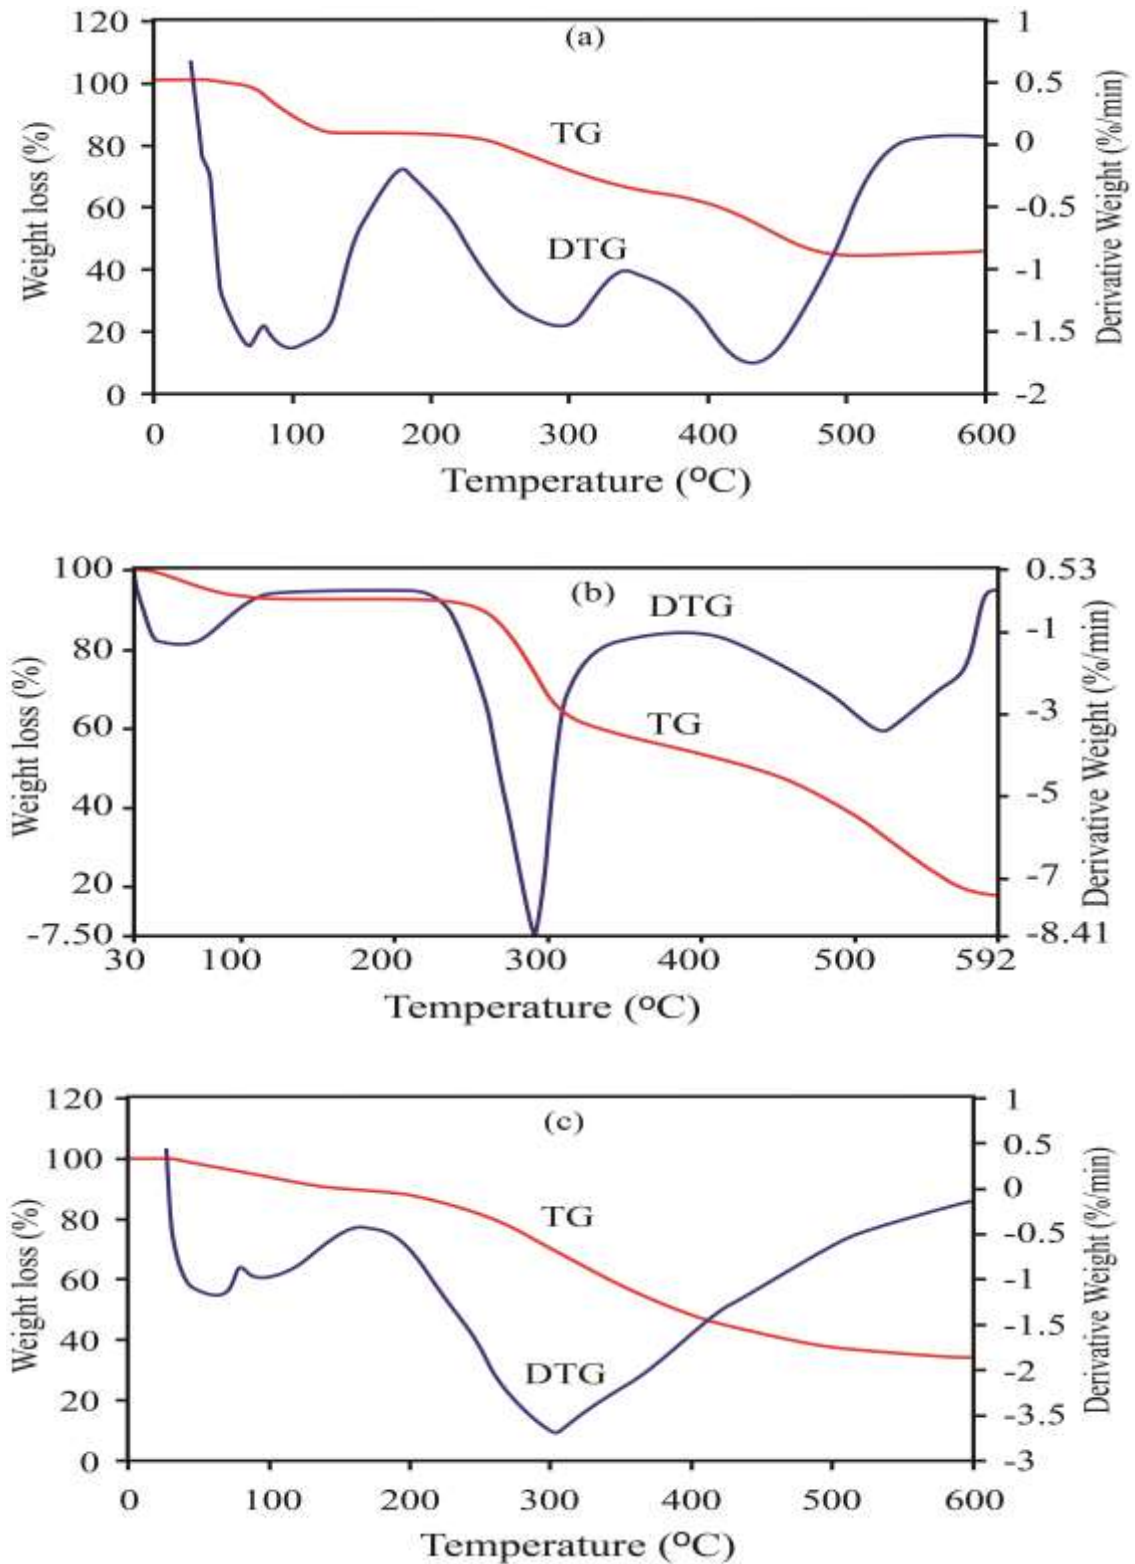 (a)
120
100
80
60
40
20
0
Weight loss (%)
1
0.5
0
-0.5
-1
-1.5
-2
Derivative Weight (%/min)
TG
DTG
0 100 200 300 400 500 600
Temperature (ºC)
(b)
100
80
60
40
20
-7.50
Weight loss (%)
0.53
-1
-3
-5
-7
-8.41
Derivative Weight (%/min)
DTG
TG
30 100 200 300 400 500 592
Temperature (ºC)
(c)
120
100
80
60
40
20
0
Weight loss (%)
1
0.5
0
-0.5
-1
-1.5
-2
-3.5
-3
Derivative Weight (%/min)
TG
DTG
0 100 200 300 400 500 600
Temperature (ºC)